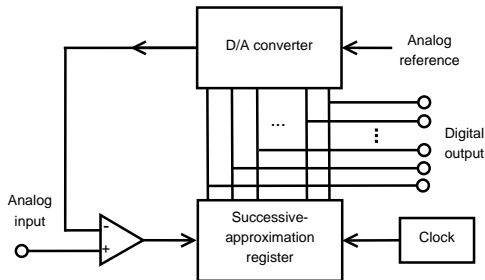 D/A converter
Analog
reference
...
...
Digital
output
Analog
input
-
+
Successive-
approximation
register
Clock